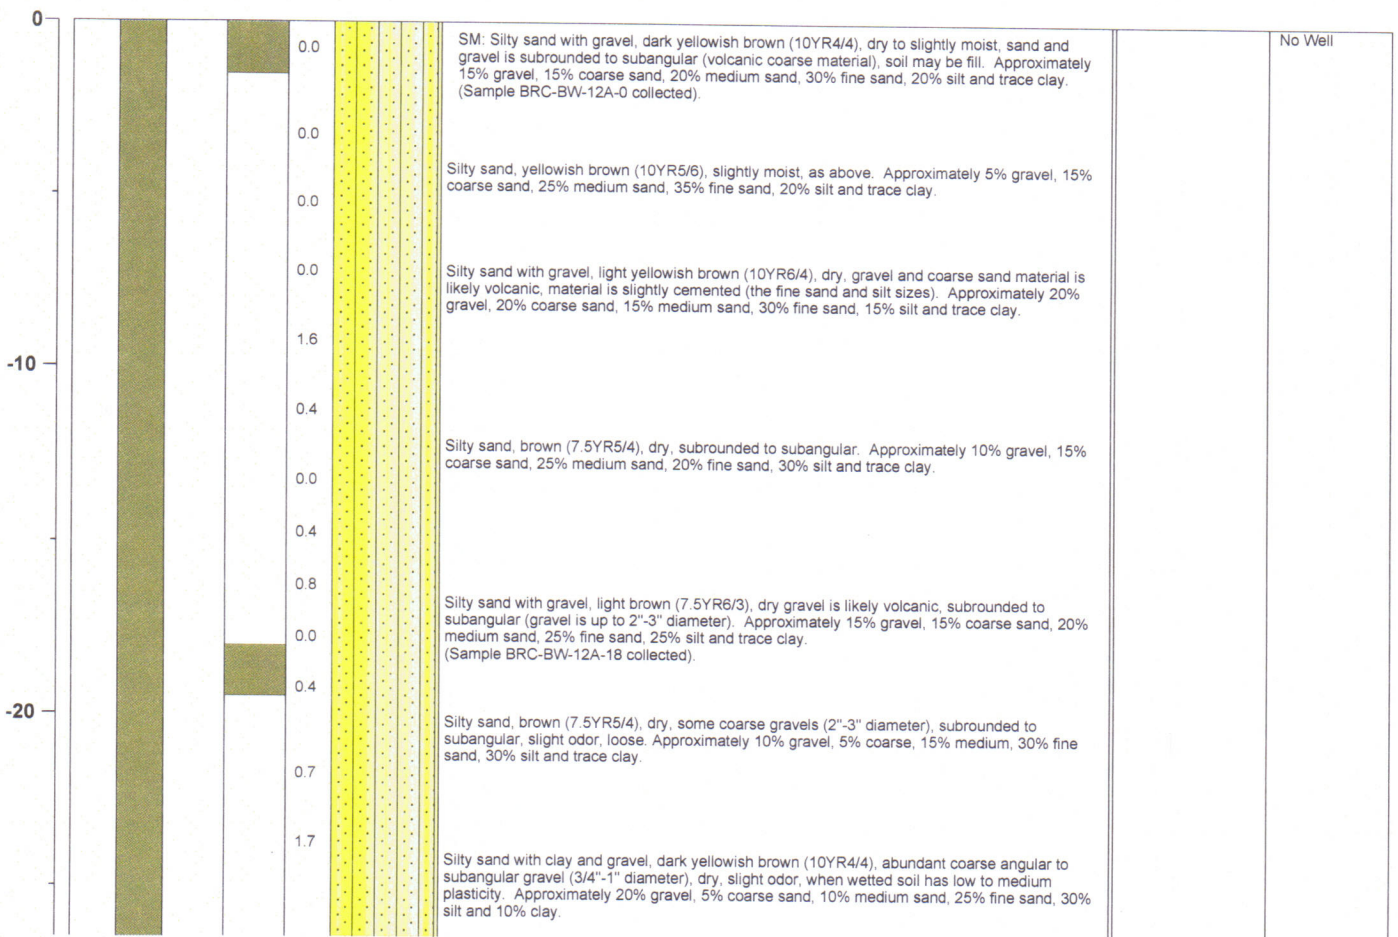 0
0.0
SM: Silty sand with gravel, dark yellowish brown (10YR4/4), dry to slightly moist, sand and
gravel is subrounded to subangular (volcanic coarse material), soil may be fill. Approximately
15% gravel, 15% coarse sand, 20% medium sand, 30% fine sand, 20% silt and trace clay.
(Sample BRC-BW-12A-0 collected).
No Well
0.0
Silty sand, yellowish brown (10YR5/6), slightly moist, as above. Approximately 5% gravel, 15%
coarse sand, 25% medium sand, 35% fine sand, 20% silt and trace clay.
0.0
0.0
Silty sand with gravel, light yellowish brown (10YR6/4), dry, gravel and coarse sand material is
likely volcanic, material is slightly cemented (the fine sand and silt sizes). Approximately 20%
gravel, 20% coarse sand, 15% medium sand, 30% fine sand, 15% silt and trace clay.
1.6
-10
0.4
Silty sand, brown (7.5YR5/4), dry, subrounded to subangular. Approximately 10% gravel, 15%
coarse sand, 25% medium sand, 20% fine sand, 30% silt and trace clay.
0.0
0.4
0.8
Silty sand with gravel, light brown (7.5YR6/3), dry gravel is likely volcanic, subrounded to
subangular (gravel is up to 2"-3" diameter). Approximately 15% gravel, 15% coarse sand, 20%
medium sand, 25% fine sand, 25% silt and trace clay.
(Sample BRC-BW-12A-18 collected).
0.0
0.4
-20
Silty sand, brown (7.5YR5/4), dry, some coarse gravels (2"-3" diameter), subrounded to
subangular, slight odor, loose. Approximately 10% gravel, 5% coarse, 15% medium, 30% fine
sand, 30% silt and trace clay.
0.7
1.7
Silty sand with clay and gravel, dark yellowish brown (10YR4/4), abundant coarse angular to
subangular gravel (3/4"-1" diameter), dry, slight odor, when wetted soil has low to medium
plasticity. Approximately 20% gravel, 5% coarse sand, 10% medium sand, 25% fine sand, 30%
silt and 10% clay.